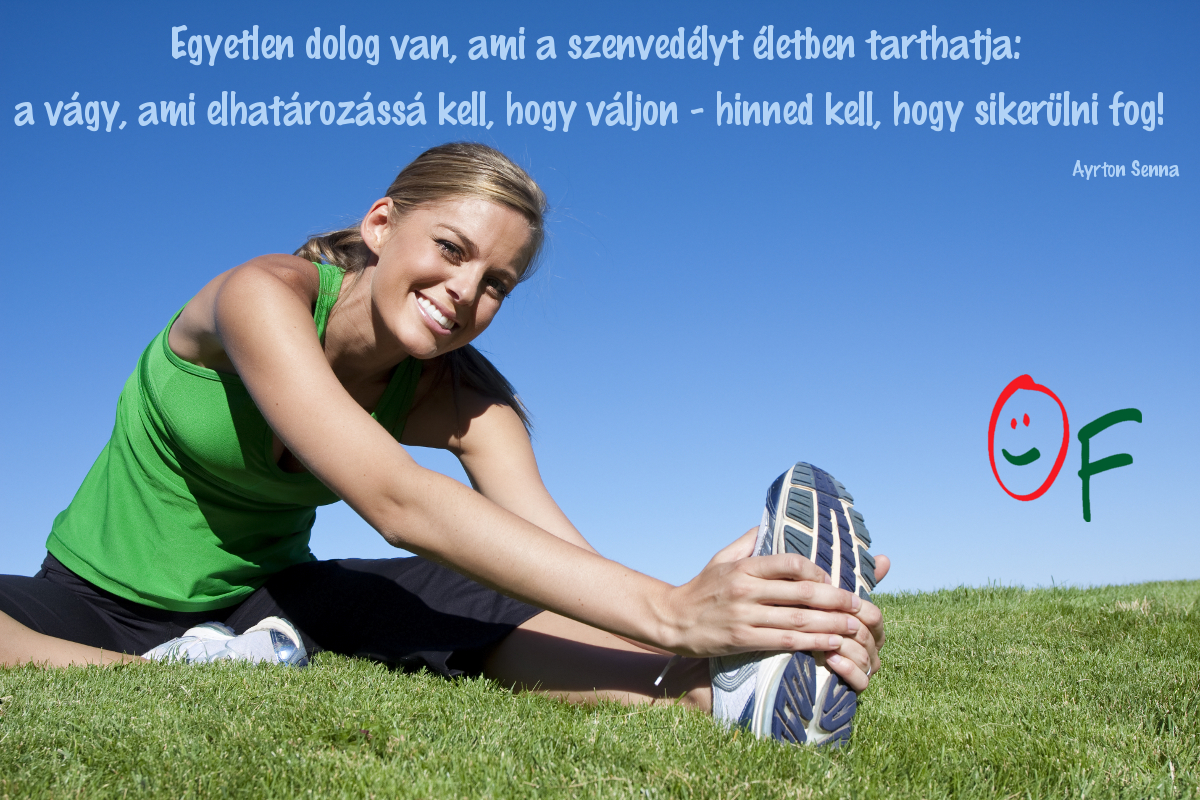 Egyetlen dolog van, ami a szenvedélyt életben tarthatja:
a vágy, ami elhatározássá kell, hogy váljon - hinned kell, hogy sikerülni fog!
Ayrton Senna
OF